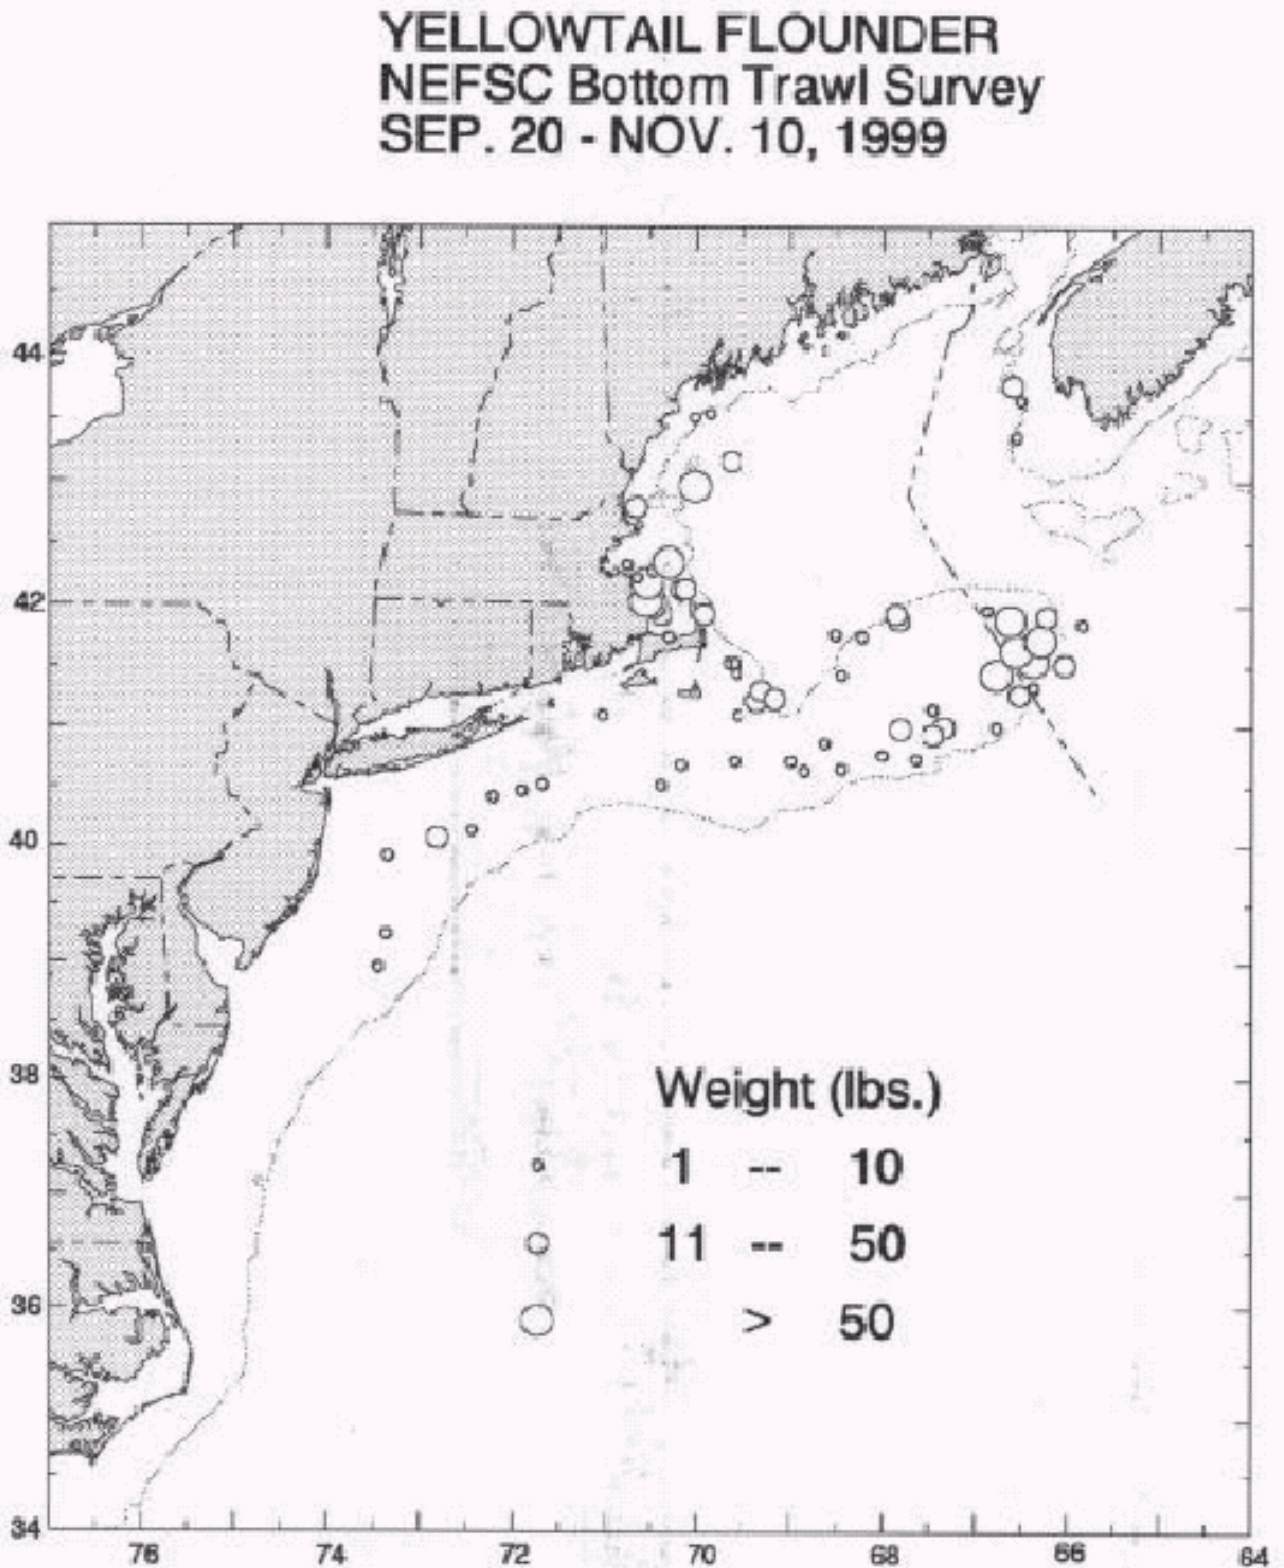 YELLOWTAIL FLOUNDER
NEFSC Bottom Trawl Survey
SEP. 20 - NOV. 10, 1999
44
42
40
38
36
34
Weight (lbs.)
1 -- 10
11 -- 50
> 50
76 74 72 70 68 66 64